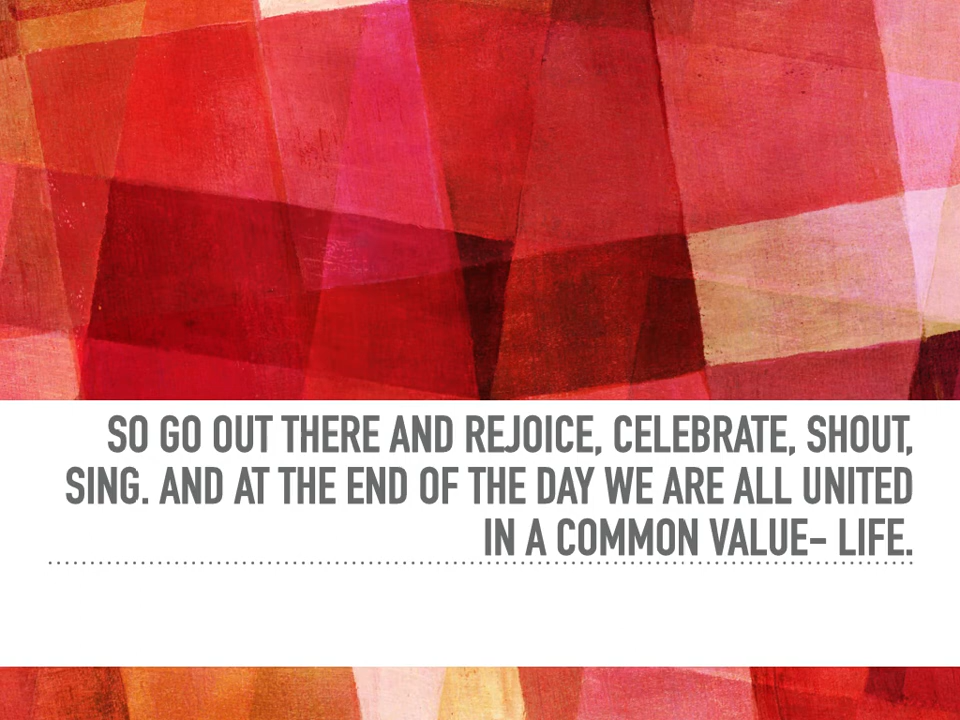 SO GO OUT THERE AND REJOICE, CELEBRATE, SHOUT,
SING. AND AT THE END OF THE DAY WE ARE ALL UNITED
IN A COMMON VALUE- LIFE.